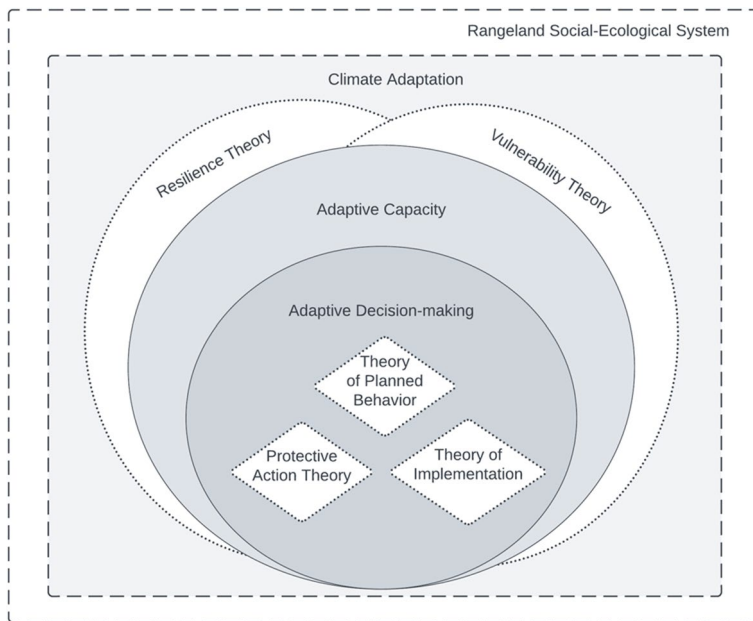 Rangeland Social-Ecological System
Climate Adaptation
Resilience Theory
Vulnerability Theory
Adaptive Capacity
Adaptive Decision-making
Theory
of Planned
Behavior
Protective
Action Theory
Theory of
Implementation